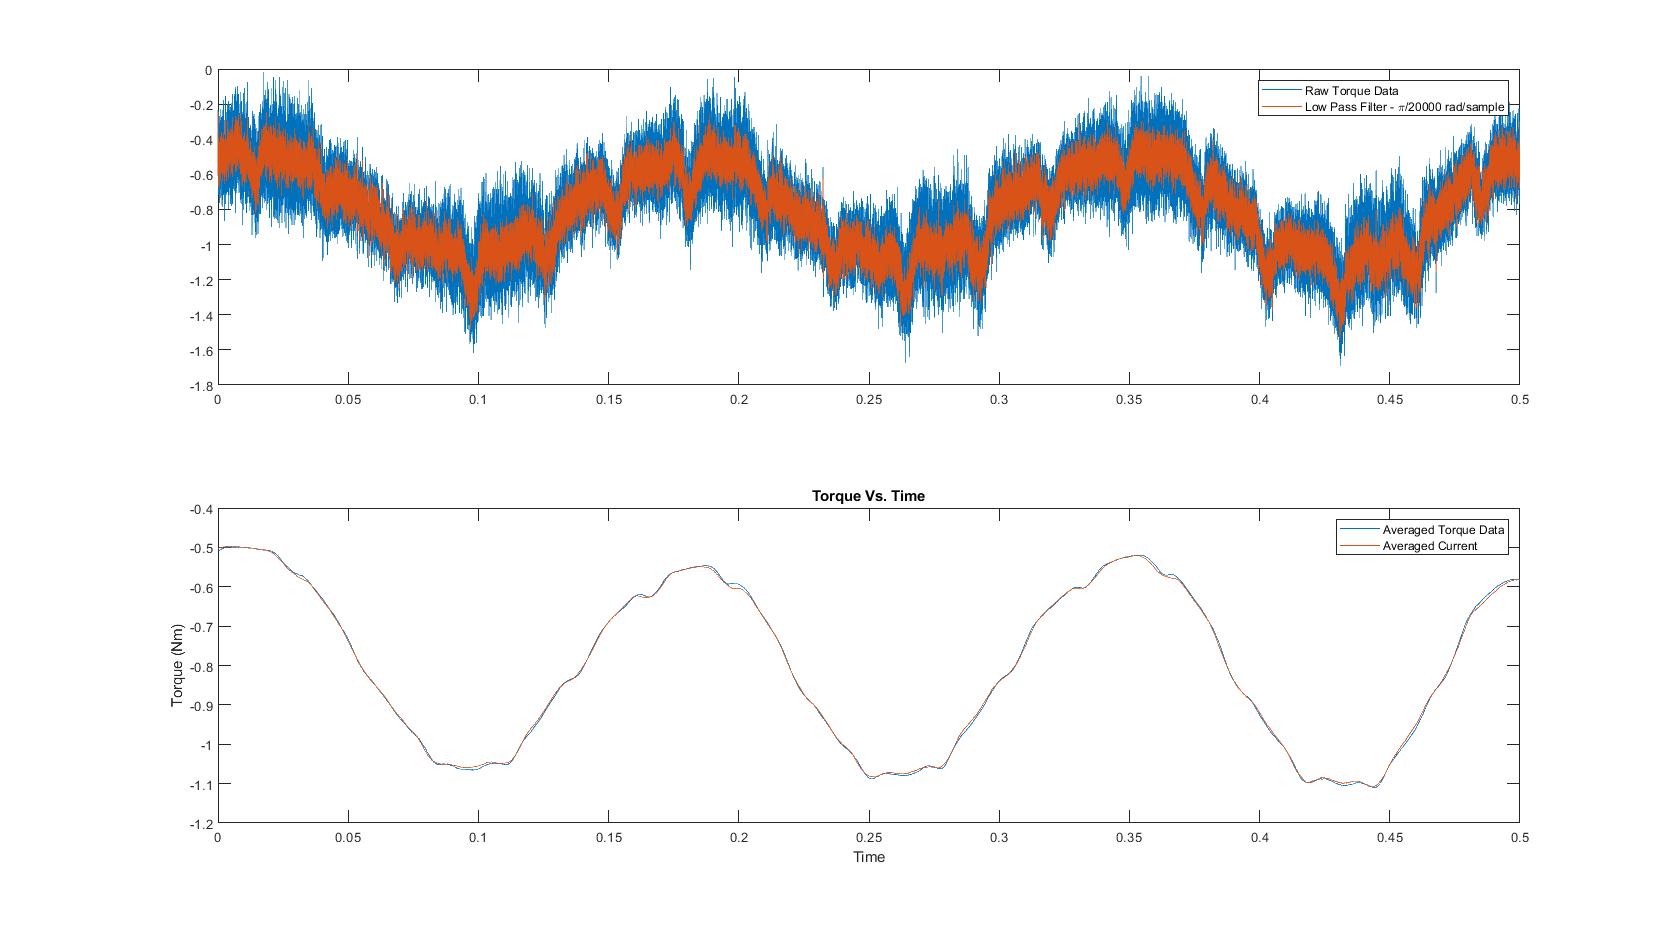 0
-0.2
-0.4
-0.6
-0.8
-1
-1.2
-1.4
-1.6
-1.8
0 0.05 0.1 0.15 0.2 0.25 0.3 0.35 0.4 0.45 0.5
Raw Torque Data
Low Pass Filter - π/20000 rad/sample
Torque Vs. Time
-0.4
-0.5
-0.6
-0.7
-0.8
-0.9
-1
-1.1
-1.2
Torque (Nm)
0 0.05 0.1 0.15 0.2 0.25 0.3 0.35 0.4 0.45 0.5
Time
Averaged Torque Data
Averaged Current